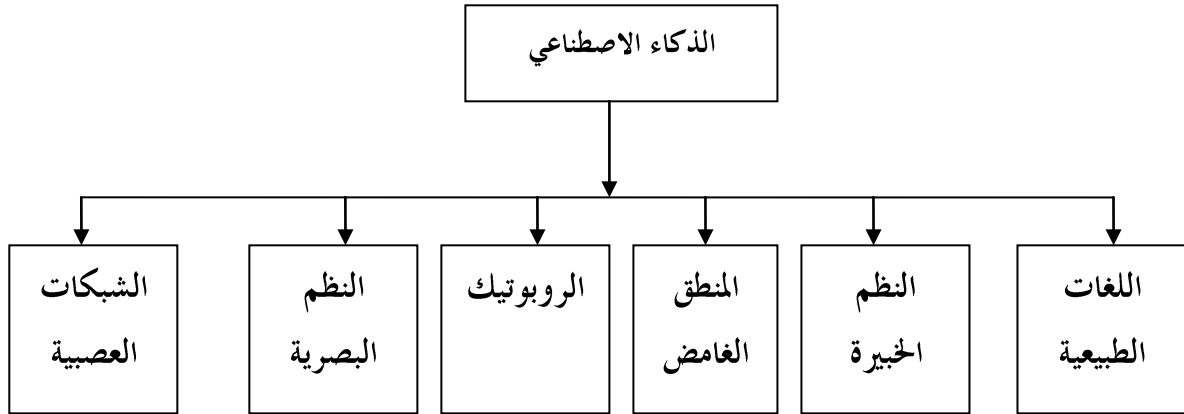 الذكاء الاصطناعي
اللغات
الطبيعية
النظم
الخبيرة
المنطق
الغامض
الروبوتيك
النظم
البصرية
الشبكات
العصبية